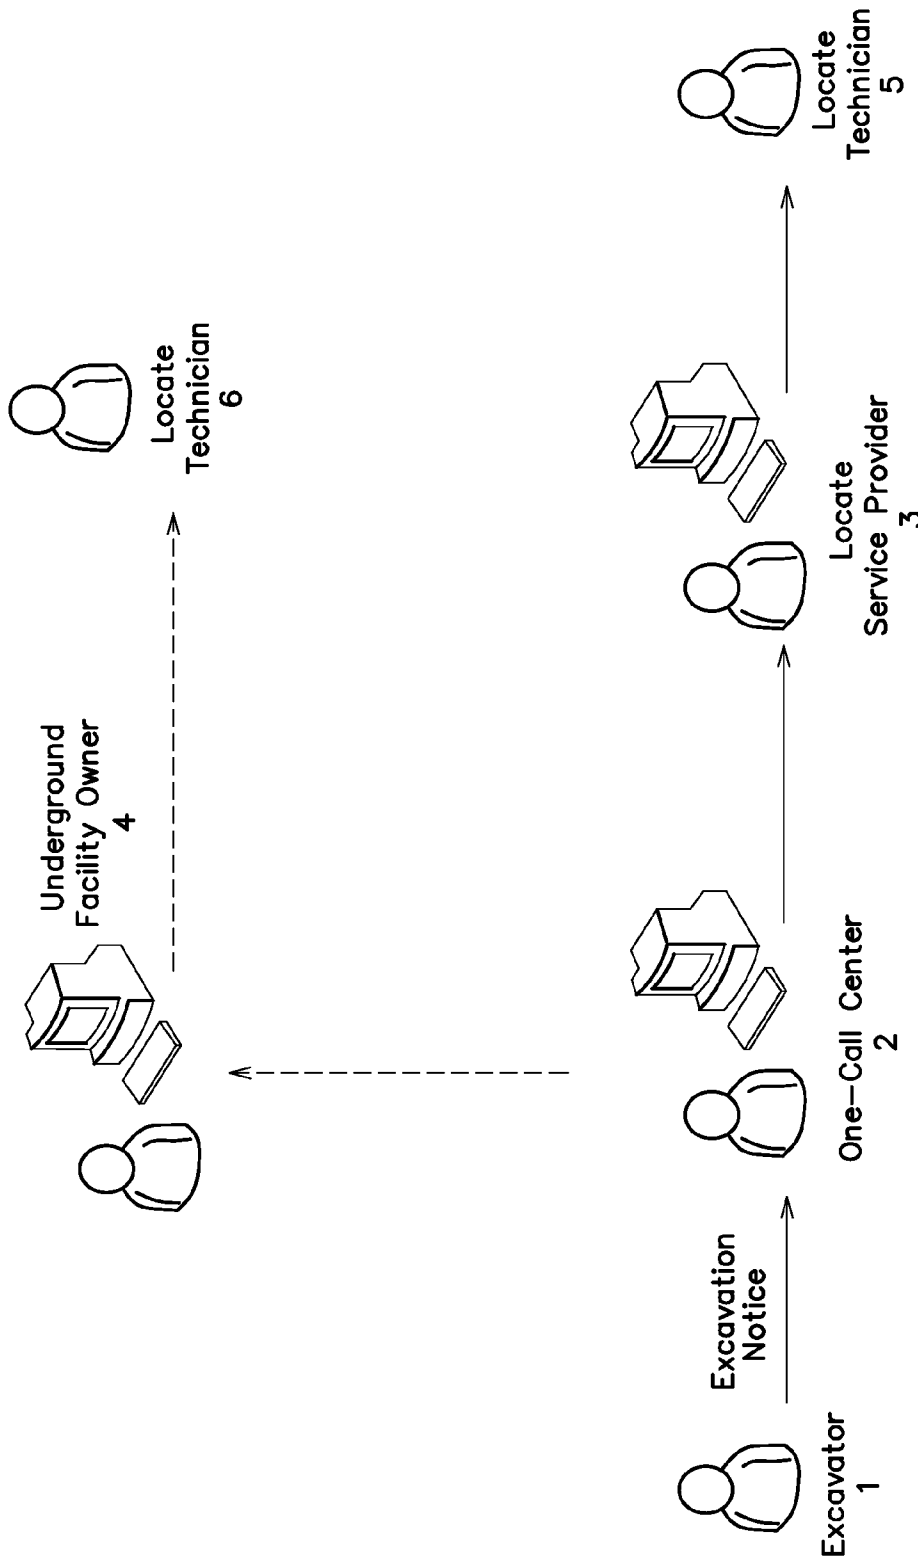 Underground
Facility Owner
4
Locate
Technician
6
Excavator
1
Excavation
Notice
One-Call Center
2
Locate
Service Provider
3
Locate
Technician
5